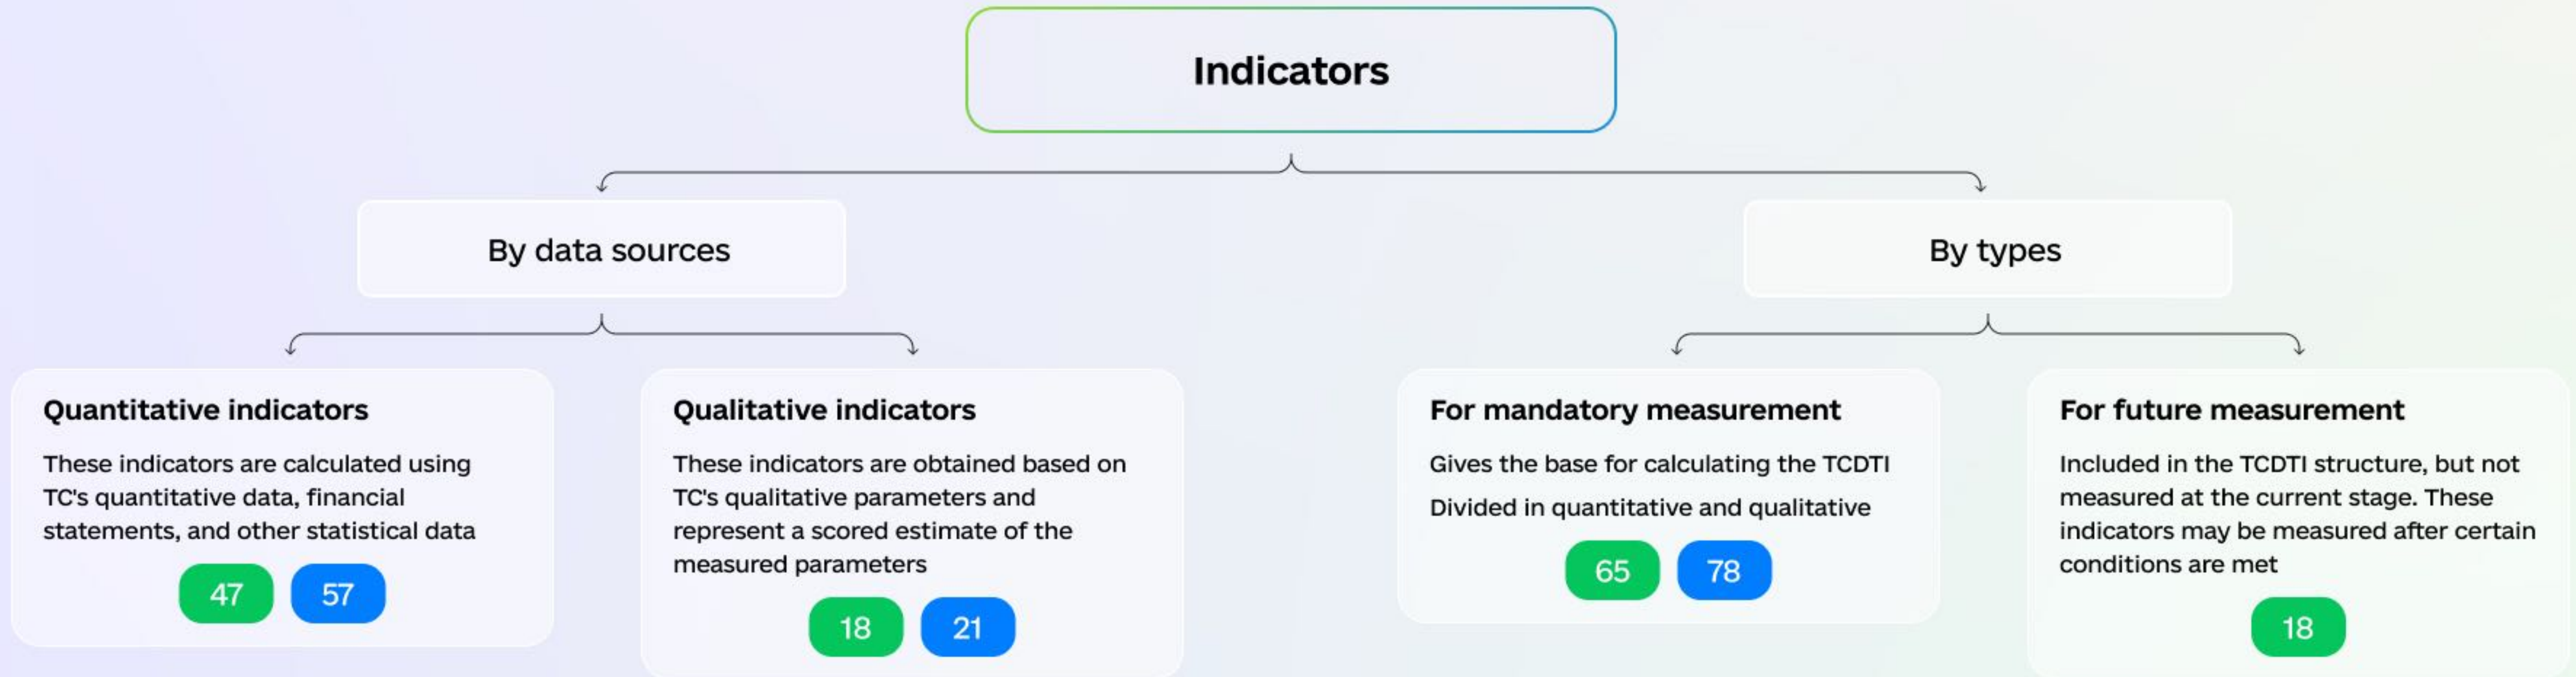 Indicators
By data sources
By types
Quantitative indicators
These indicators are calculated using
TC's quantitative data, financial
statements, and other statistical data
47 57
Qualitative indicators
These indicators are obtained based on
TC's qualitative parameters and
represent a scored estimate of the
measured parameters
18 21
For mandatory measurement
Gives the base for calculating the TCDTI
Divided in quantitative and qualitative
65 78
For future measurement
Included in the TCDTI structure, but not
measured at the current stage. These
indicators may be measured after certain
conditions are met
18